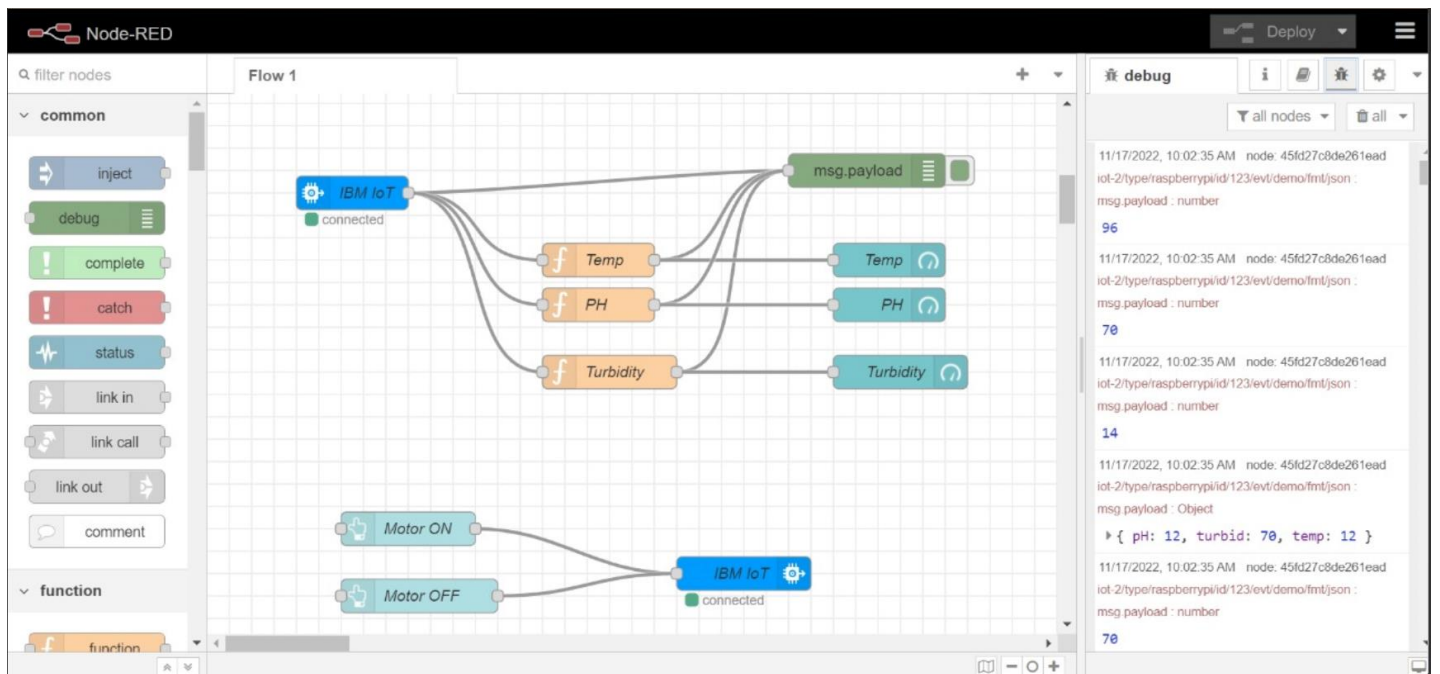 Node-RED
Deploy
filter nodes
Flow 1
debug
i
all nodes
all
common
inject
debug
complete
catch
status
link in
link call
link out
comment
function
function
IBM IoT
connected
msg.payload
f Temp
Temp
f PH
PH
f Turbidity
Turbidity
Motor ON
Motor OFF
IBM IoT
connected
11/17/2022, 10:02:35 AM node: 45fd27c8de261ead
iot-2/type/raspberrypi/id/123/evt/demo/fmt/json :
msg.payload : number
96
11/17/2022, 10:02:35 AM node: 45fd27c8de261ead
iot-2/type/raspberrypi/id/123/evt/demo/fmt/json :
msg.payload : number
70
11/17/2022, 10:02:35 AM node: 45fd27c8de261ead
iot-2/type/raspberrypi/id/123/evt/demo/fmt/json :
msg.payload : number
14
11/17/2022, 10:02:35 AM node: 45fd27c8de261ead
iot-2/type/raspberrypi/id/123/evt/demo/fmt/json :
msg.payload : Object
{ pH: 12, turbid: 70, temp: 12 }
11/17/2022, 10:02:35 AM node: 45fd27c8de261ead
iot-2/type/raspberrypi/id/123/evt/demo/fmt/json :
msg.payload : number
70